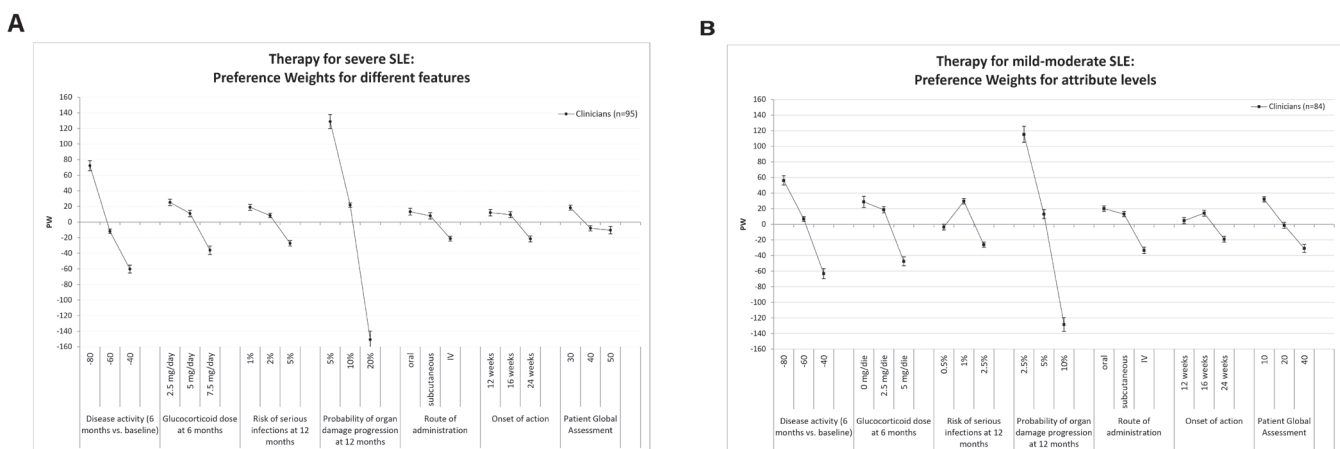 A
Therapy for severe SLE:
Preference Weights for different features
Clinicians (n=95)
PW
160
140
120
100
80
60
40
20
0
-20
-40
-60
-80
-100
-120
-140
-160
-80
-60
-40
2.5 mg/day
5 mg/day
7.5 mg/day
1%
2%
5%
5%
10%
20%
oral
subcutaneous
IV
12 weeks
16 weeks
24 weeks
30
40
50
Disease activity (6
months vs. baseline)
Glucocorticoid dose
at 6 months
Risk of serious
infections at 12
months
Probability of organ
damage progression
at 12 months
Route of
administration
Onset of action
Patient Global
Assessment
B
Therapy for mild-moderate SLE:
Preference Weights for attribute levels
Clinicians (n=84)
PW
160
140
120
100
80
60
40
20
0
-20
-40
-60
-80
-100
-120
-140
-160
-80
-60
-40
0 mg/die
2.5 mg/die
5 mg/die
0.5%
1%
2.5%
2.5%
5%
10%
oral
subcutaneous
IV
12 weeks
16 weeks
24 weeks
10
20
40
Disease activity (6
months vs. baseline)
Glucocorticoid dose
at 6 months
Risk of serious
infections at 12
months
Probability of organ
damage progression
at 12 months
Route of
administration
Onset of action
Patient Global
Assessment